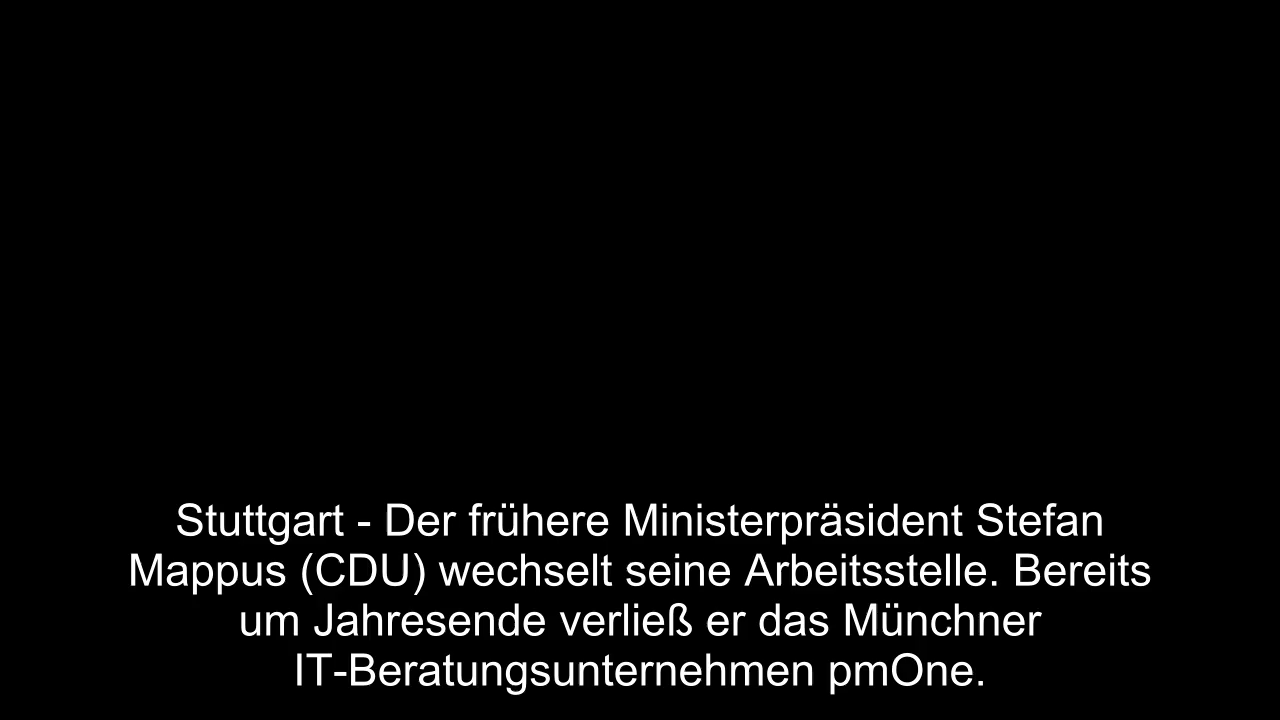 Stuttgart - Der frühere Ministerpräsident Stefan
Mappus (CDU) wechselt seine Arbeitsstelle. Bereits
um Jahresende verließ er das Münchner
IT-Beratungsunternehmen pmOne.